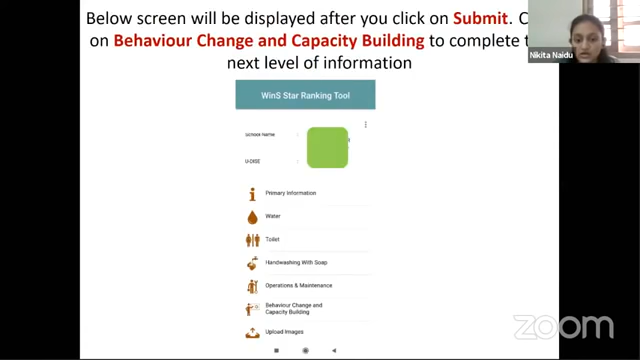 Below screen will be displayed after you click on Submit. C
on Behaviour Change and Capacity Building to complete t
next level of information
Nikita Naidu
WinS Star Ranking Tool
School Name :
U-DISE :
Primary Information
Water
Toilet
Handwashing With Soap
Operations & Maintenance
Behaviour Change and
Capacity Building
Upload Images
zoom